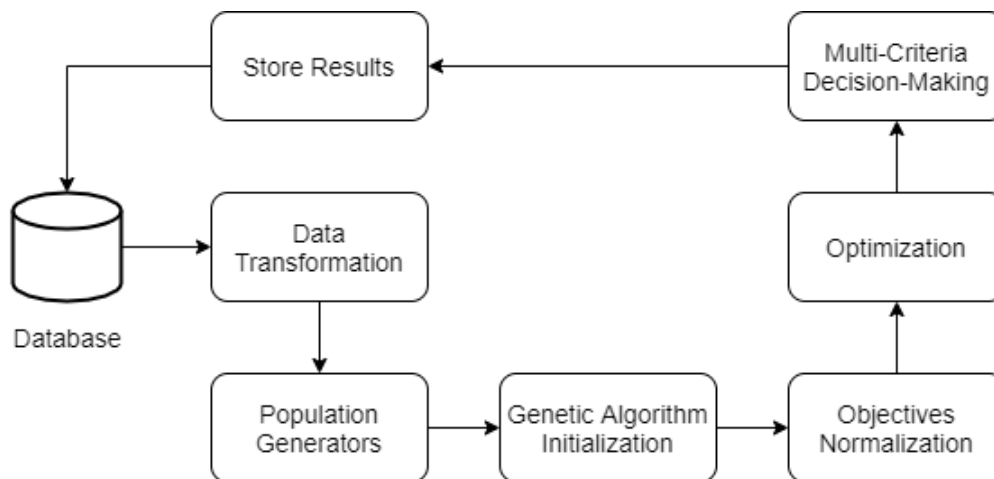 Store Results
Multi-Criteria
Decision-Making
Database
Data
Transformation
Optimization
Population
Generators
Genetic Algorithm
Initialization
Objectives
Normalization